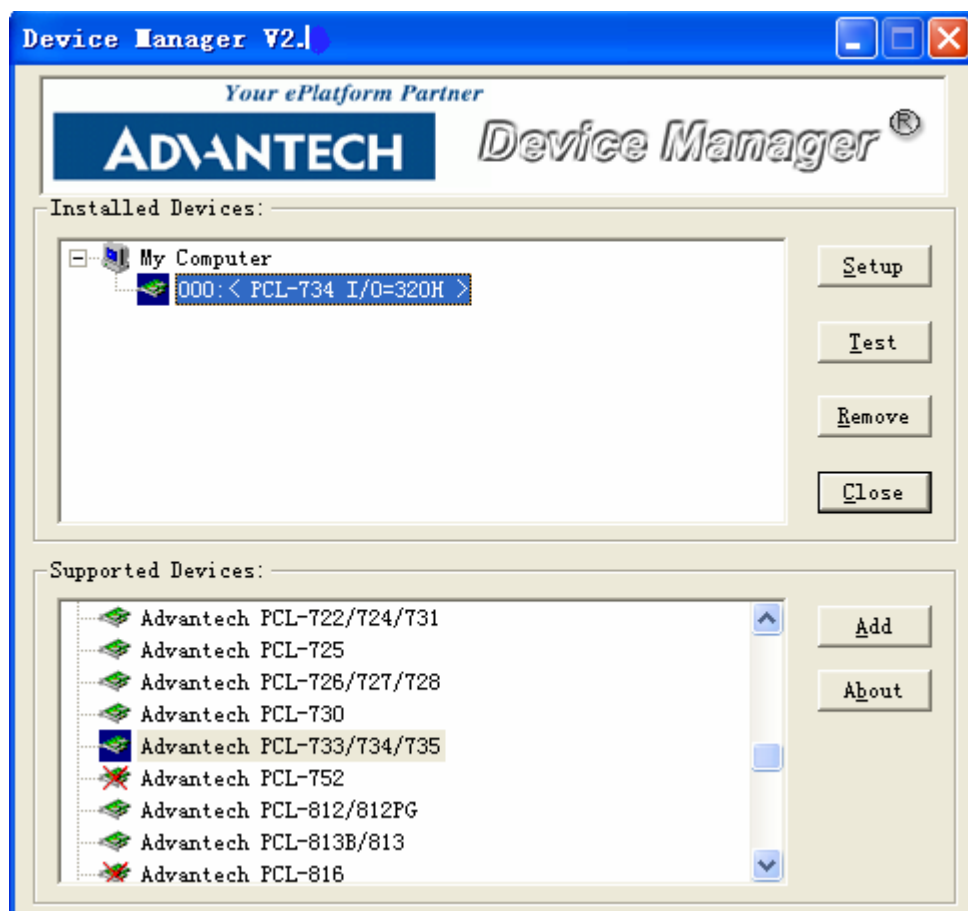 Device Manager V2.
Your ePlatform Partner
ADVANTECH Device Manager ®
Installed Devices:
My Computer
000:< PCL-734 I/O=320H >
Setup
Test
Remove
Close
Supported Devices:
Advantech PCL-722/724/731
Advantech PCL-725
Advantech PCL-726/727/728
Advantech PCL-730
Advantech PCL-733/734/735
Advantech PCL-752
Advantech PCL-812/812PG
Advantech PCL-813B/813
Advantech PCL-816
Add
About